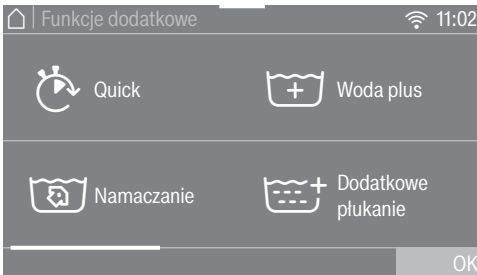 Funkcje dodatkowe 11:02
Quick
Woda plus
Namaczanie
Dodatkowe
płukanie
OK